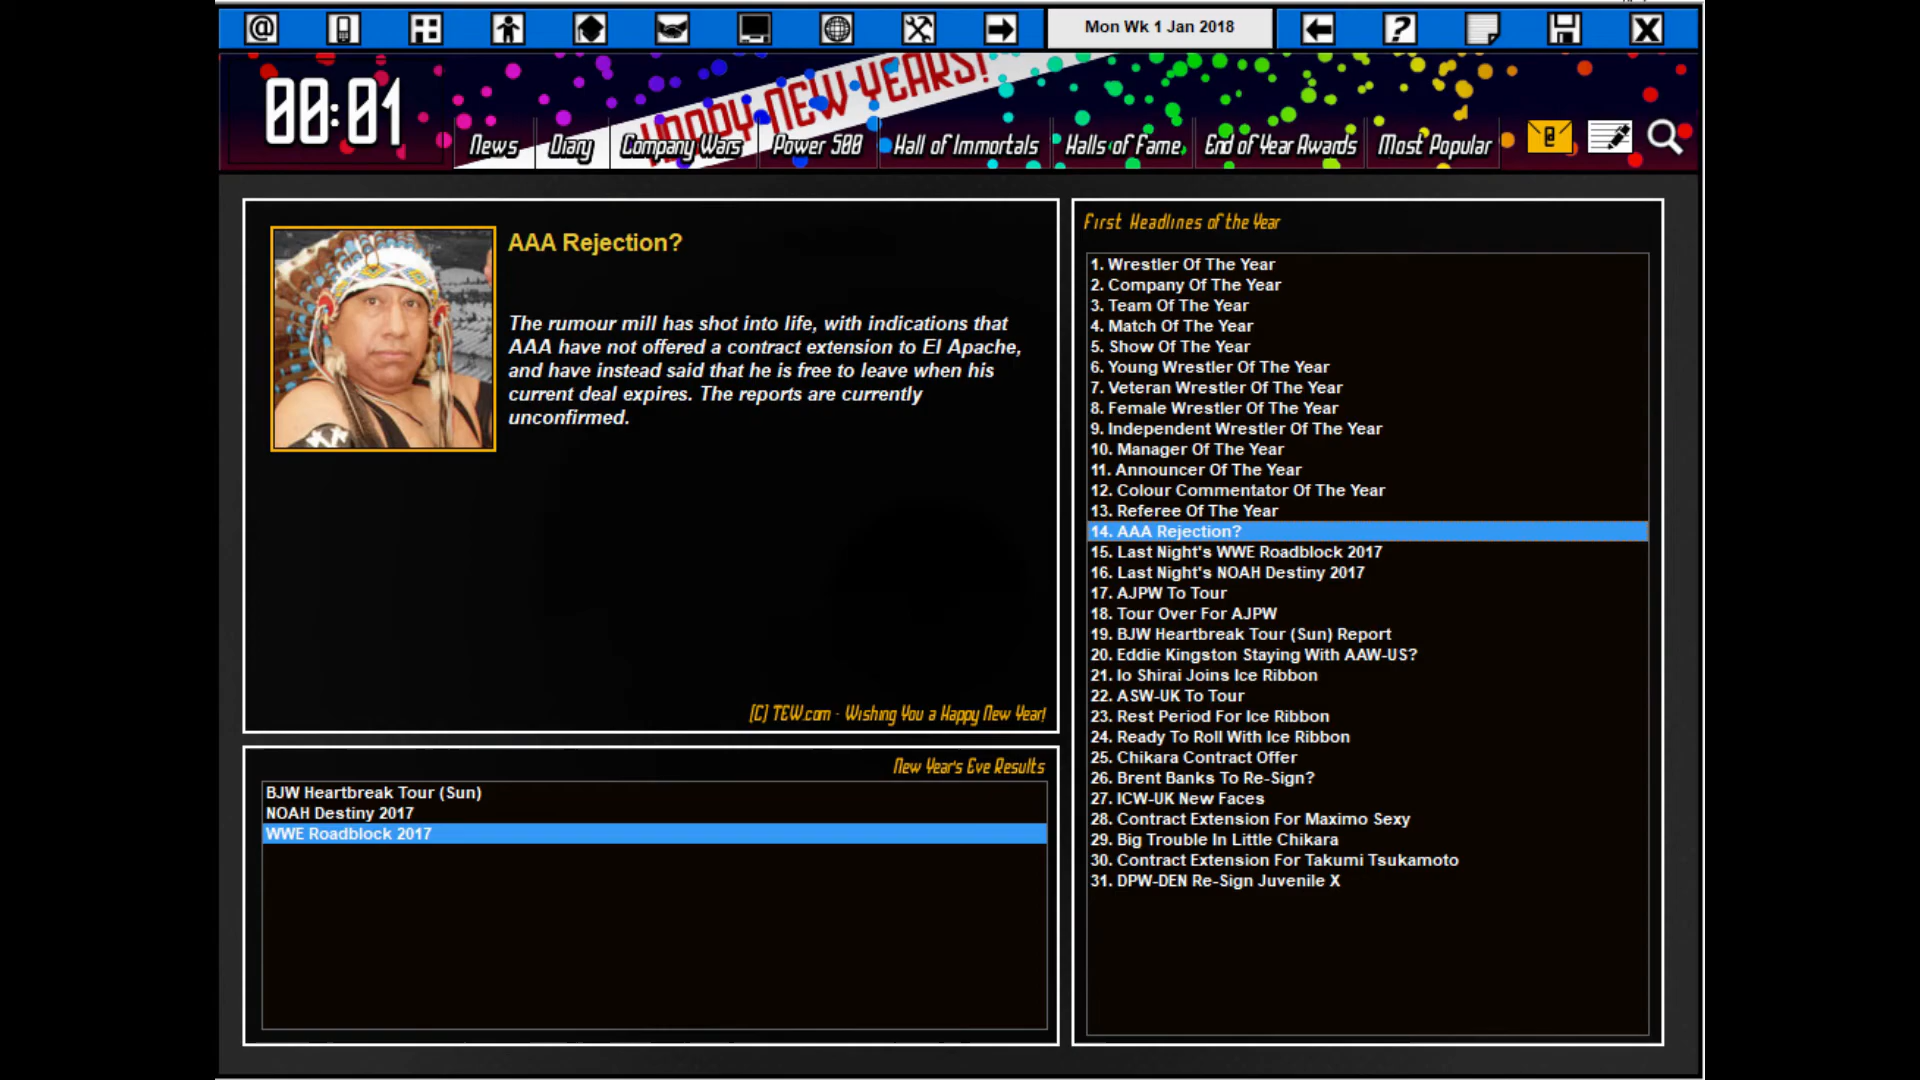 Mon Wk 1 Jan 2018
HAPPY NEW YEARS!
00:01
News
Diary
Company Wars
Power 500
Hall of Immortals
Halls of Fame
End of Year Awards
Most Popular
AAA Rejection?
The rumour mill has shot into life, with indications that
AAA have not offered a contract extension to El Apache,
and have instead said that he is free to leave when his
current deal expires. The reports are currently
unconfirmed.
(C) TEW.com - Wishing You a Happy New Year!
New Year's Eve Results
BJW Heartbreak Tour (Sun)
NOAH Destiny 2017
WWE Roadblock 2017
First Headlines of the Year
1. Wrestler Of The Year
2. Company Of The Year
3. Team Of The Year
4. Match Of The Year
5. Show Of The Year
6. Young Wrestler Of The Year
7. Veteran Wrestler Of The Year
8. Female Wrestler Of The Year
9. Independent Wrestler Of The Year
10. Manager Of The Year
11. Announcer Of The Year
12. Colour Commentator Of The Year
13. Referee Of The Year
14. AAA Rejection?
15. Last Night's WWE Roadblock 2017
16. Last Night's NOAH Destiny 2017
17. AJPW To Tour
18. Tour Over For AJPW
19. BJW Heartbreak Tour (Sun) Report
20. Eddie Kingston Staying With AAW-US?
21. Io Shirai Joins Ice Ribbon
22. ASW-UK To Tour
23. Rest Period For Ice Ribbon
24. Ready To Roll With Ice Ribbon
25. Chikara Contract Offer
26. Brent Banks To Re-Sign?
27. ICW-UK New Faces
28. Contract Extension For Maximo Sexy
29. Big Trouble In Little Chikara
30. Contract Extension For Takumi Tsukamoto
31. DPW-DEN Re-Sign Juvenile X